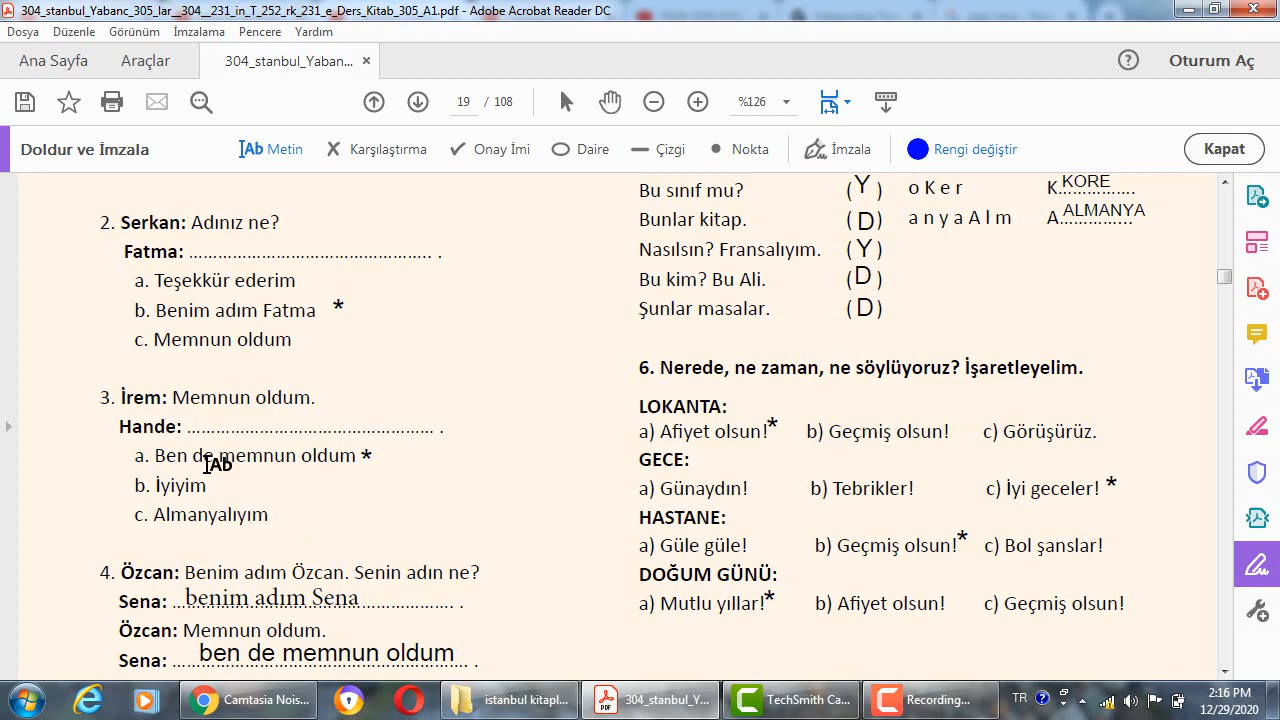 304_stanbul_Yabanc_305_lar__304__231_in_T_252_rk_231_e_Ders_Kitab_305_A1.pdf - Adobe Acrobat Reader DC
Dosya Düzenle Görünüm İmzalama Pencere Yardım
Ana Sayfa Araçlar 304_stanbul_Yaban... × ? Oturum Aç
19 / 108 %126
Doldur ve İmzala Ab Metin Karşılaştırma Onay İmi Daire Çizgi Nokta İmzala Rengi değiştir Kapat
2. Serkan: Adınız ne?
Fatma: ………………………………….. .
a. Teşekkür ederim
b. Benim adım Fatma *
c. Memnun oldum
3. İrem: Memnun oldum.
Hande: …………………………………… .
a. Ben de memnun oldum *
Ab
b. İyiyim
c. Almanyalıyım
4. Özcan: Benim adım Özcan. Senin adın ne?
Sena: benim adım Sena .
Özcan: Memnun oldum.
Sena: ben de memnun oldum .
Bu sınıf mu? (Y) o K e r K………….. KORE
Bunlar kitap. (D) a n y a A l m A………….. ALMANYA
Nasılsın? Fransalıyım. (Y)
Bu kim? Bu Ali. (D)
Şunlar masalar. (D)
6. Nerede, ne zaman, ne söylüyoruz? İşaretleyelim.
LOKANTA:
a) Afiyet olsun!* b) Geçmiş olsun! c) Görüşürüz.
GECE:
a) Günaydın! b) Tebrikler! c) İyi geceler! *
HASTANE:
a) Güle güle! b) Geçmiş olsun!* c) Bol şanslar!
DOĞUM GÜNÜ:
a) Mutlu yıllar!* b) Afiyet olsun! c) Geçmiş olsun!
Camtasia Nois... istanbul kitapl... 304_stanbul_Y... TechSmith Ca... Recording... TR 2:16 PM
12/29/2020